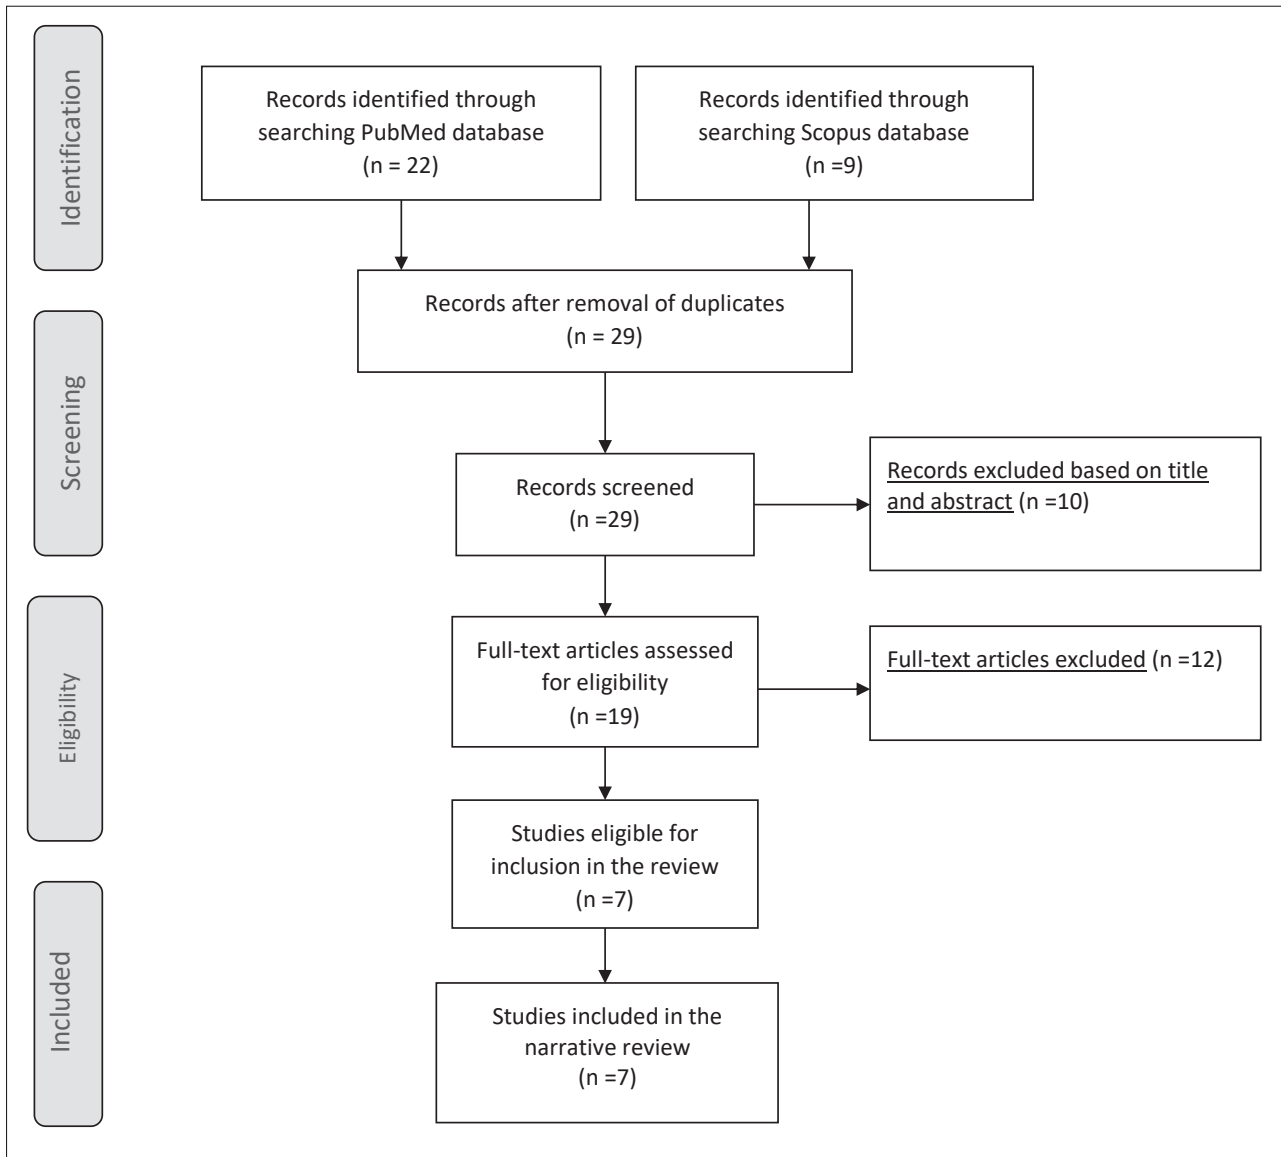 Identification
Records identified through
searching PubMed database
(n = 22)
Records identified through
searching Scopus database
(n =9)
Records after removal of duplicates
(n = 29)
Screening
Records screened
(n =29)
Records excluded based on title
and abstract (n =10)
Eligibility
Full-text articles assessed
for eligibility
(n =19)
Full-text articles excluded (n =12)
Studies eligible for
inclusion in the review
(n =7)
Included
Studies included in the
narrative review
(n =7)